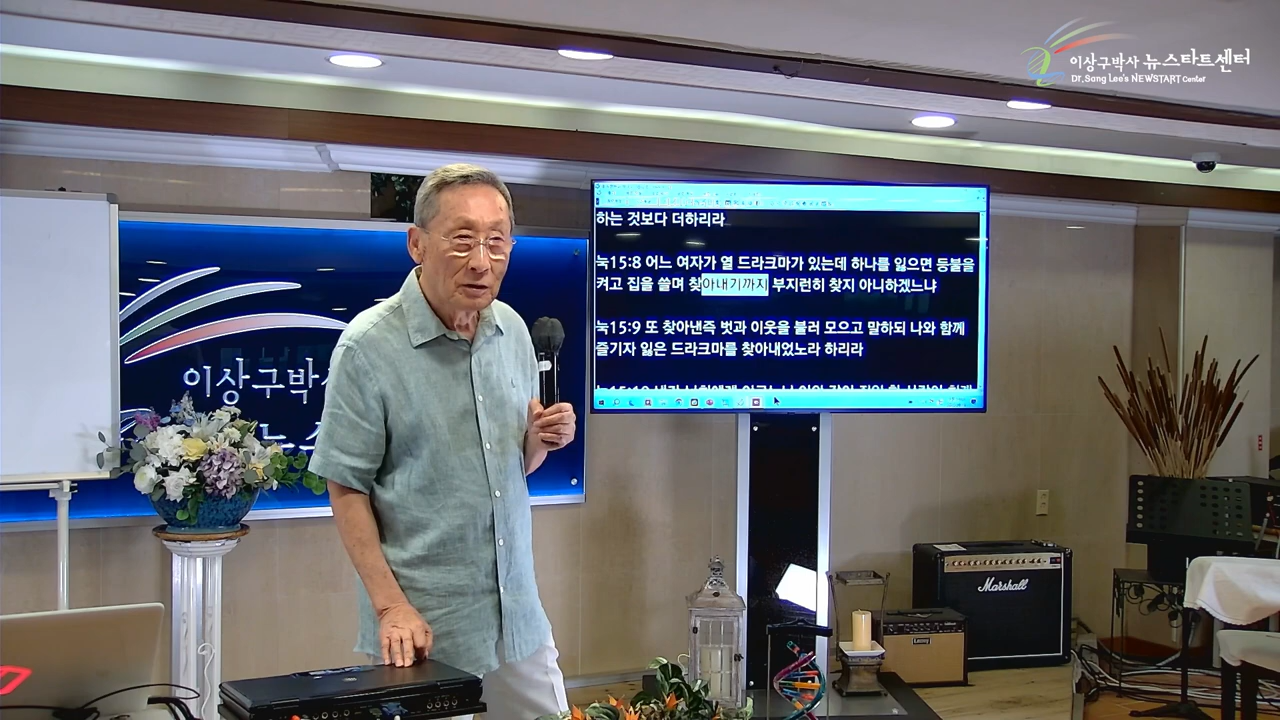 이상구박사 뉴스타트센터
Dr. Sang Lee's NEWSTART Center
하는 것보다 더하리라
눅15:8 어느 여자가 열 드라크마가 있는데 하나를 잃으면 등불을
켜고 집을 쓸며 찾아내기까지 부지런히 찾지 아니하겠느냐
눅15:9 또 찾아낸즉 벗과 이웃을 불러 모으고 말하되 나와 함께
즐기자 잃은 드라크마를 찾아내었노라 하리라
이상구박사
Marshall
Laney